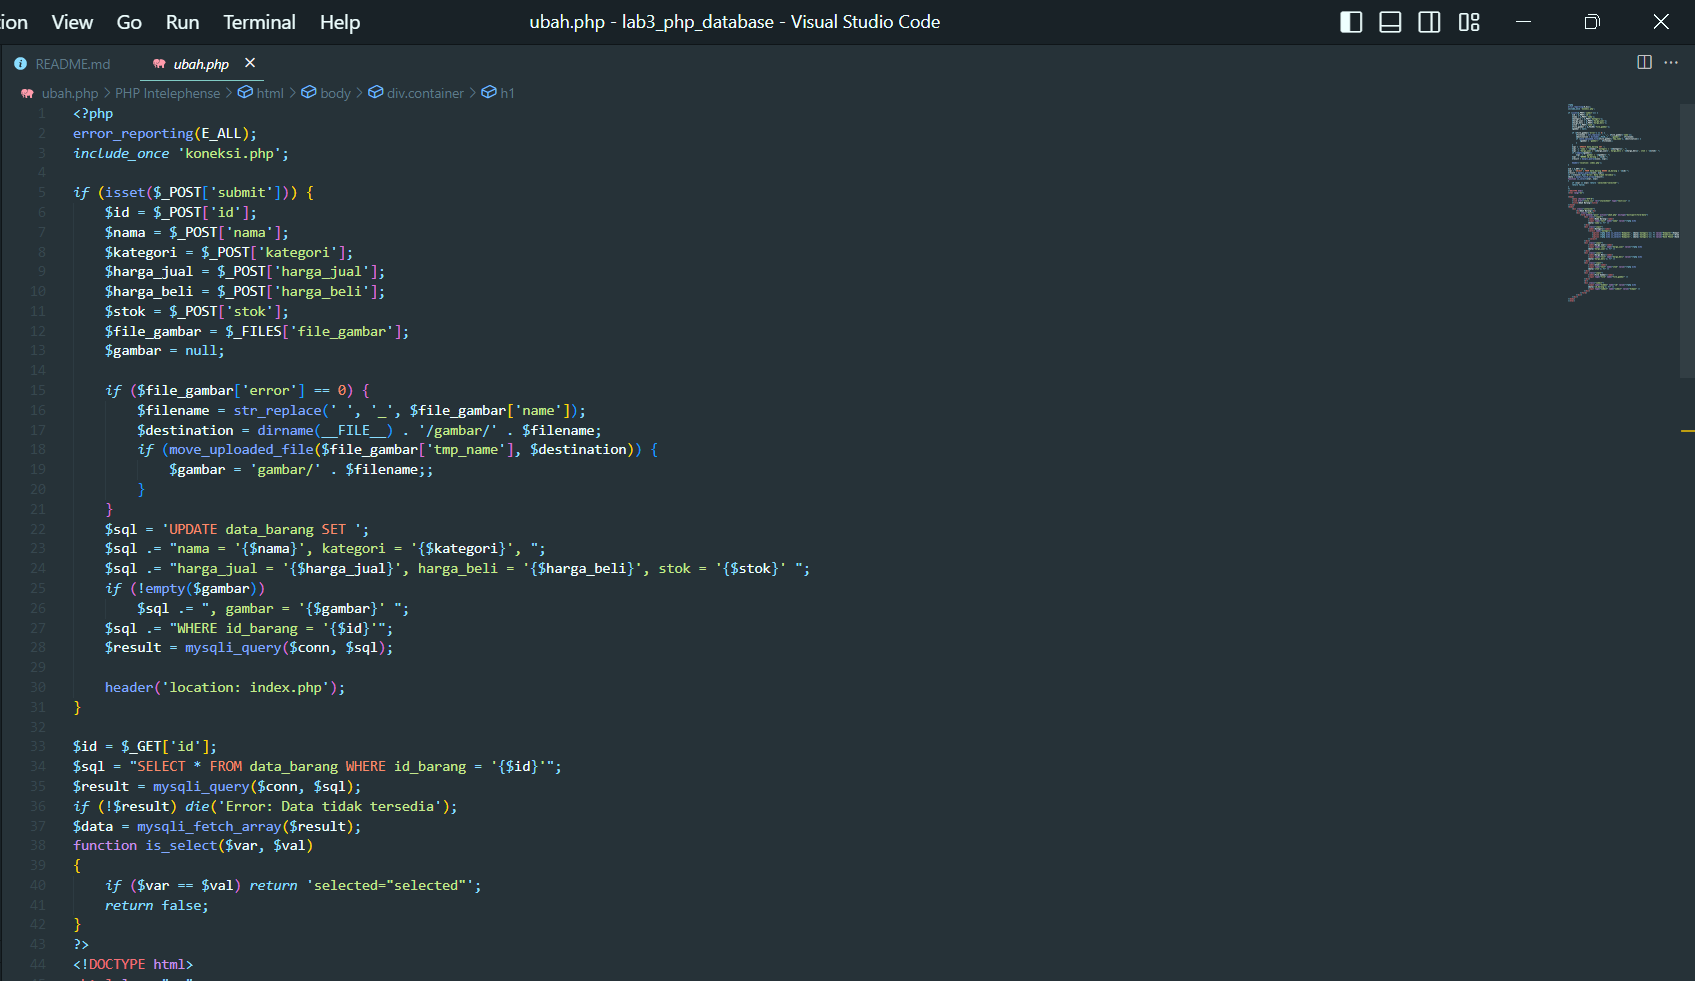 ion View Go Run Terminal Help ubah.php - lab3_php_database - Visual Studio Code
README.md ubah.php
ubah.php > PHP Intelephense > html > body > div.container > h1
1 <?php
2 error_reporting(E_ALL);
3 include_once 'koneksi.php';
4
5 if (isset($_POST['submit'])) {
6 $id = $_POST['id'];
7 $nama = $_POST['nama'];
8 $kategori = $_POST['kategori'];
9 $harga_jual = $_POST['harga_jual'];
10 $harga_beli = $_POST['harga_beli'];
11 $stok = $_POST['stok'];
12 $file_gambar = $_FILES['file_gambar'];
13 $gambar = null;
14
15 if ($file_gambar['error'] == 0) {
16 $filename = str_replace(' ', '_', $file_gambar['name']);
17 $destination = dirname(__FILE__) . '/gambar/' . $filename;
18 if (move_uploaded_file($file_gambar['tmp_name'], $destination)) {
19 $gambar = 'gambar/' . $filename;;
20 }
21 }
22 $sql = 'UPDATE data_barang SET ';
23 $sql .= "nama = '{$nama}', kategori = '{$kategori}', ";
24 $sql .= "harga_jual = '{$harga_jual}', harga_beli = '{$harga_beli}', stok = '{$stok}' ";
25 if (!empty($gambar))
26 $sql .= ", gambar = '{$gambar}' ";
27 $sql .= "WHERE id_barang = '{$id}'";
28 $result = mysqli_query($conn, $sql);
29
30 header('location: index.php');
31 }
32
33 $id = $_GET['id'];
34 $sql = "SELECT * FROM data_barang WHERE id_barang = '{$id}'";
35 $result = mysqli_query($conn, $sql);
36 if (!$result) die('Error: Data tidak tersedia');
37 $data = mysqli_fetch_array($result);
38 function is_select($var, $val)
39 {
40 if ($var == $val) return 'selected="selected"';
41 return false;
42 }
43 ?>
44 <!DOCTYPE html>